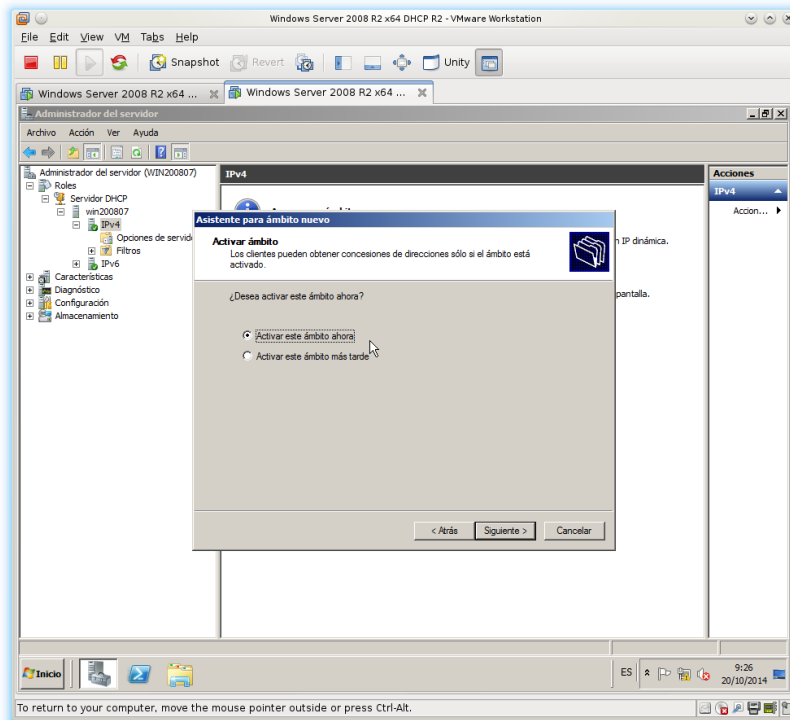 Windows Server 2008 R2 x64 DHCP R2 - VMware Workstation
File Edit View VM Tabs Help
Snapshot Revert Unity
Windows Server 2008 R2 x64 ... Windows Server 2008 R2 x64 ...
Administrador del servidor
Archivo Acción Ver Ayuda
Administrador del servidor (WIN200807)
Roles
Servidor DHCP
win200807
IPv4
Opciones de servid
Filtros
IPv6
Características
Diagnóstico
Configuración
Almacenamiento
IPv4
n IP dinámica.
pantalla.
Asistente para ámbito nuevo
Activar ámbito
Los clientes pueden obtener concesiones de direcciones sólo si el ámbito está
activado.
¿Desea activar este ámbito ahora?
Activar este ámbito ahora
Activar este ámbito más tarde
< Atrás Siguiente > Cancelar
Acciones
IPv4
Accion...
Inicio
ES
9:26
20/10/2014
To return to your computer, move the mouse pointer outside or press Ctrl-Alt.